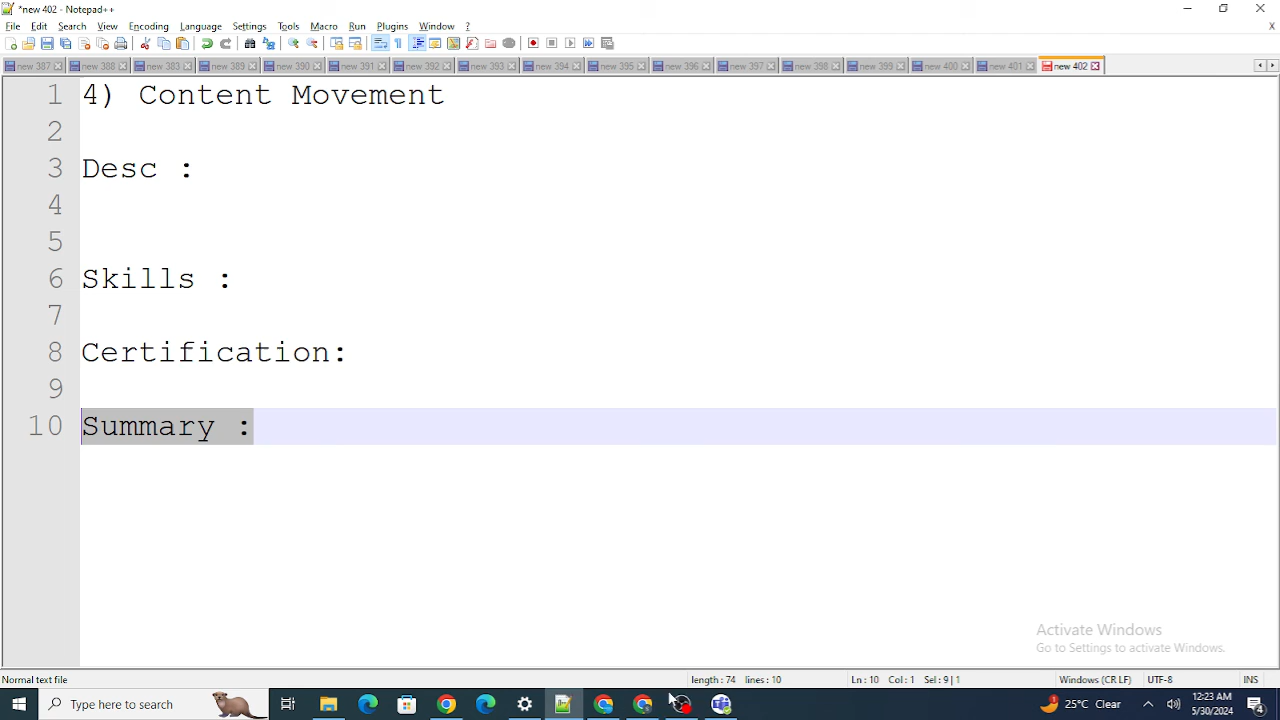 *new 402 - Notepad++
File Edit Search View Encoding Language Settings Tools Macro Run Plugins Window ?
new 387 new 388 new 383 new 389 new 390 new 391 new 392 new 393 new 394 new 395 new 396 new 397 new 398 new 399 new 400 new 401 new 402
1 4) Content Movement
2
3 Desc :
4
5
6 Skills :
7
8 Certification:
9
10 Summary :
Activate Windows
Go to Settings to activate Windows.
Normal text file length : 74 lines : 10 Ln : 10 Col : 1 Sel : 9 | 1 Windows (CR LF) UTF-8 INS
Type here to search
25°C Clear
12:23 AM
5/30/2024
4